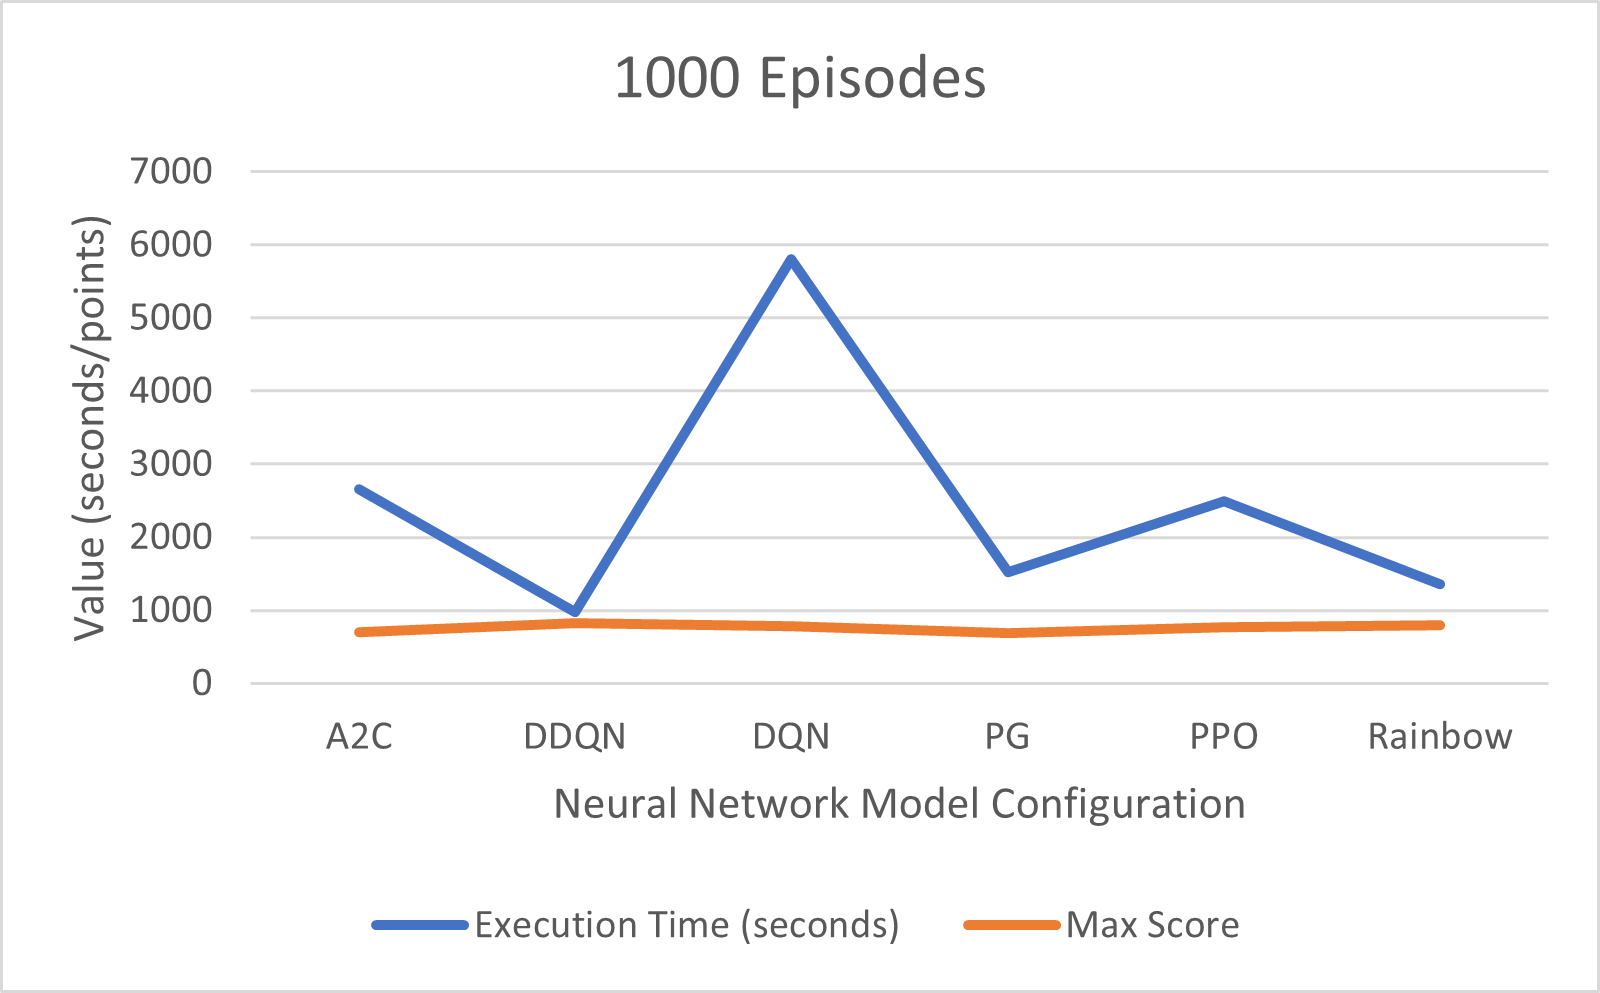 1000 Episodes
Value (seconds/points)
7000
6000
5000
4000
3000
2000
1000
0
A2C DDQN DQN PG PPO Rainbow
Neural Network Model Configuration
Execution Time (seconds) Max Score